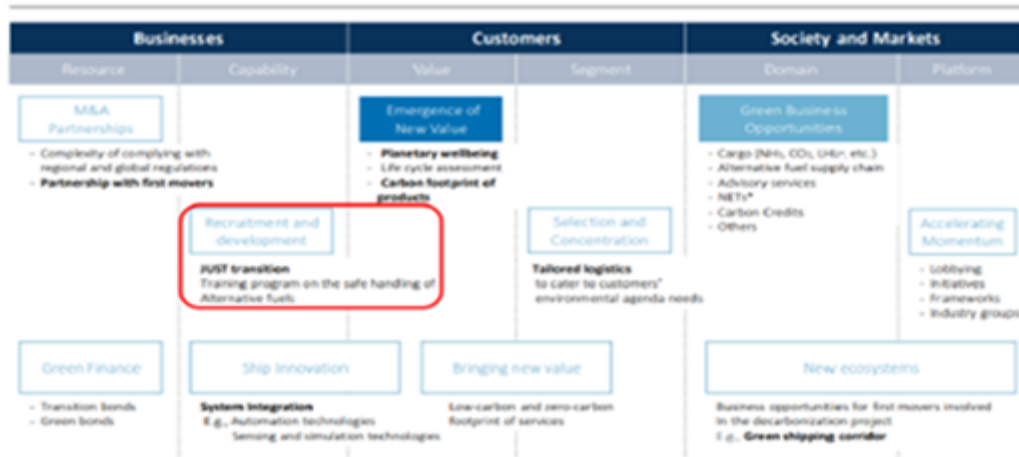 Businesses Customers Society and Markets
Resource Capability Value Segment Domain Platform
M&A
Partnerships
- Complexity of complying with
regional and global regulations
- Partnership with first movers
Emergence of
New Value
- Planetary wellbeing
- Life cycle assessment
- Carbon footprint of
products
Green Business
Opportunities
- Cargo (NH₃, CO₂, LH₂, etc.)
- Alternative fuel supply chain
- Advisory services
- NETs*
- Carbon Credits
- Others
Recruitment and
development
JUST transition
Training program on the safe handling of
Alternative fuels
Selection and
Concentration
Tailored logistics
to cater to customers'
environmental agenda needs
Accelerating
Momentum
- Lobbying
- Initiatives
- Frameworks
- Industry groups
Green Finance
- Transition bonds
- Green bonds
Ship Innovation
System Integration
E.g., Automation technologies
Sensing and simulation technologies
Bringing new value
Low-carbon and zero-carbon
footprint of services
New ecosystems
Business opportunities for first movers involved
In the decarbonization project
E.g., Green shipping corridor